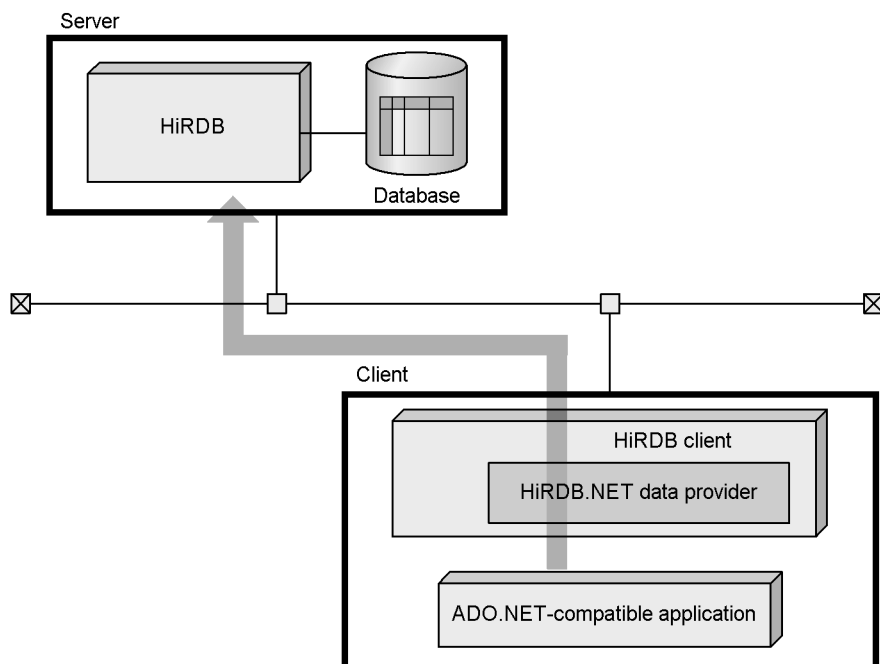 Server
HiRDB
Database
Client
HiRDB client
HiRDB.NET data provider
ADO.NET-compatible application